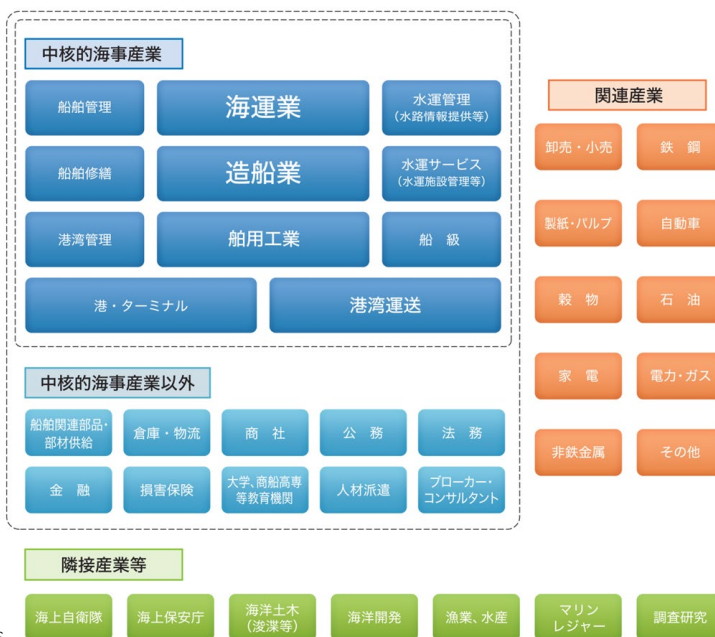 中核的海事産業
船舶管理
海運業
水運管理
(水路情報提供等)
船舶修繕
造船業
水運サービス
(水運施設管理等)
港湾管理
舶用工業
船 級
港・ターミナル
港湾運送
中核的海事産業以外
船舶関連部品・
部材供給
倉庫・物流
商 社
公 務
法 務
金 融
損害保険
大学、商船高専
等教育機関
人材派遣
ブローカー・
コンサルタント
関連産業
卸売・小売
鉄 鋼
製紙・パルプ
自動車
穀 物
石 油
家 電
電力・ガス
非鉄金属
その他
隣接産業等
海上自衛隊
海上保安庁
海洋土木
(浚渫等)
海洋開発
漁業、水産
マリン
レジャー
調査研究